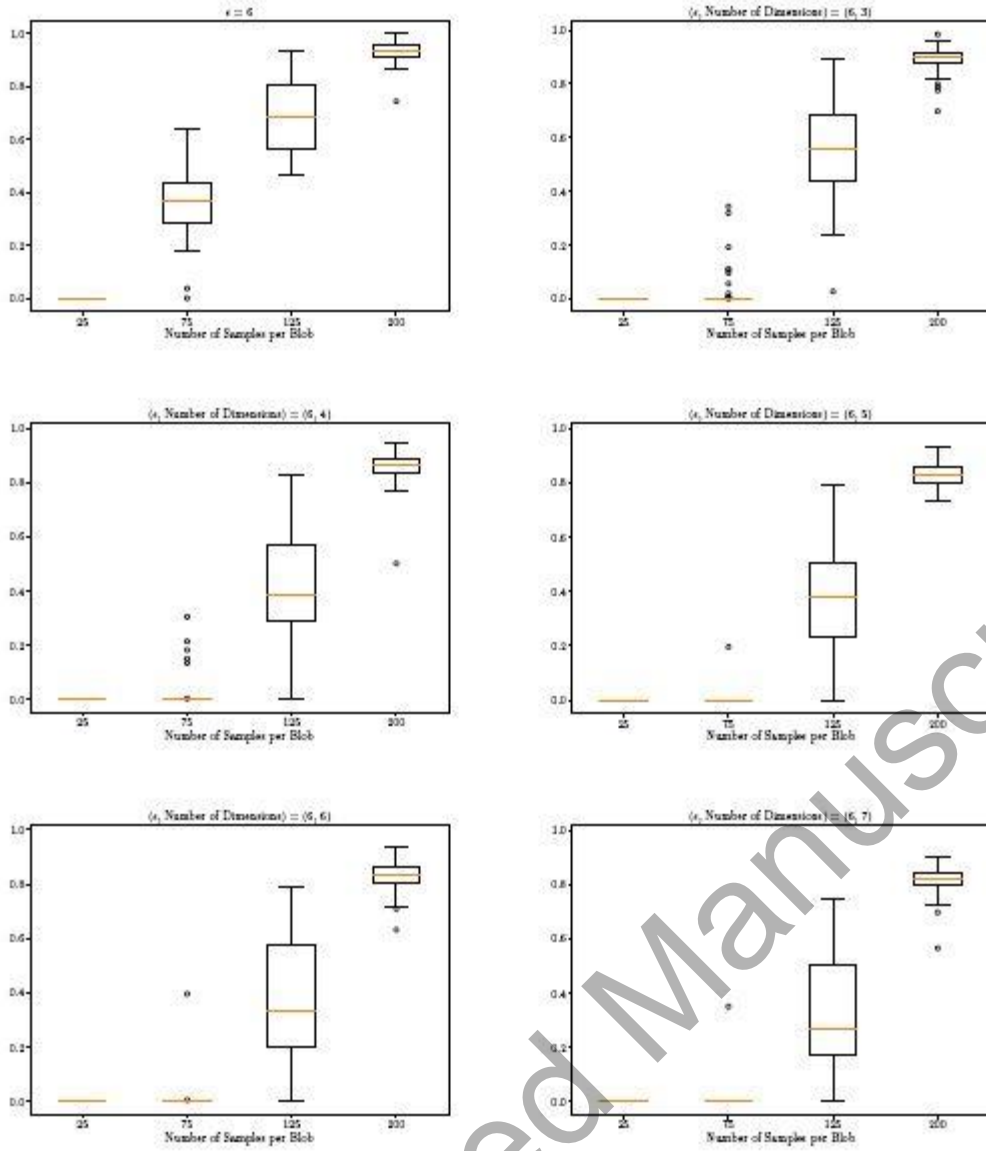 ε = 6
1.0
0.8
0.6
0.4
0.2
0.0
25 75 125 200
Number of Samples per Blob
(ε, Number of Dimensions) = (6, 3)
1.0
0.8
0.6
0.4
0.2
0.0
25 75 125 200
Number of Samples per Blob
(ε, Number of Dimensions) = (6, 4)
1.0
0.8
0.6
0.4
0.2
0.0
25 75 125 200
Number of Samples per Blob
(ε, Number of Dimensions) = (6, 5)
1.0
0.8
0.6
0.4
0.2
0.0
25 75 125 200
Number of Samples per Blob
(ε, Number of Dimensions) = (6, 6)
1.0
0.8
0.6
0.4
0.2
0.0
25 75 125 200
Number of Samples per Blob
(ε, Number of Dimensions) = (6, 7)
1.0
0.8
0.6
0.4
0.2
0.0
25 75 125 200
Number of Samples per Blob
ed Manusc